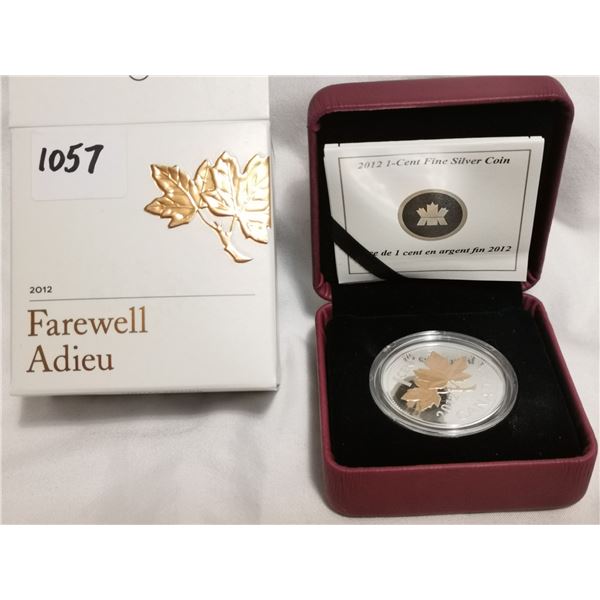 1057
2012
Farewell
Adieu
2012 1-Cent Fine Silver Coin
de 1 cent en argent fin 2012